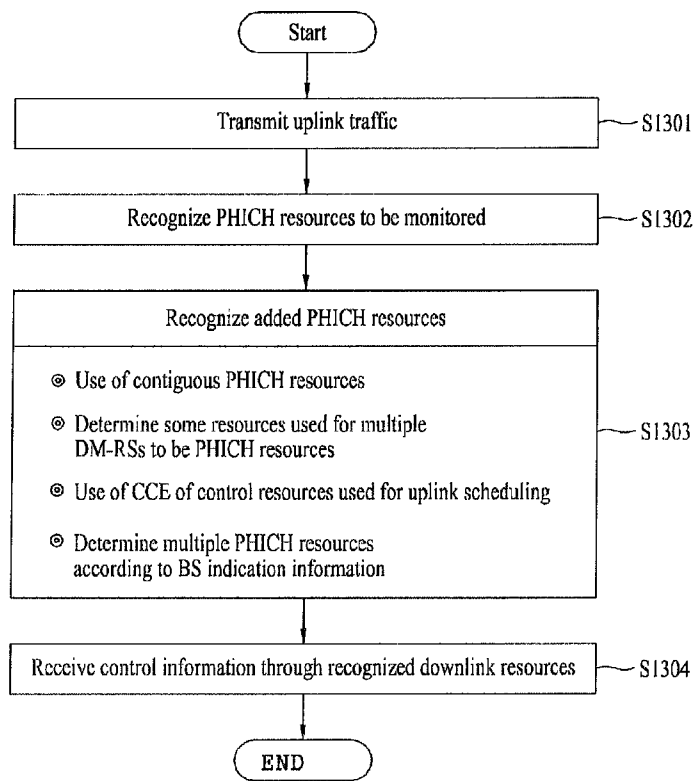 Start
Transmit uplink traffic
S1301
Recognize PHICH resources to be monitored
S1302
Recognize added PHICH resources
◎ Use of contiguous PHICH resources
◎ Determine some resources used for multiple
DM-RSs to be PHICH resources
S1303
◎ Use of CCE of control resources used for uplink scheduling
◎ Determine multiple PHICH resources
according to BS indication information
Receive control information through recognized downlink resources
S1304
END